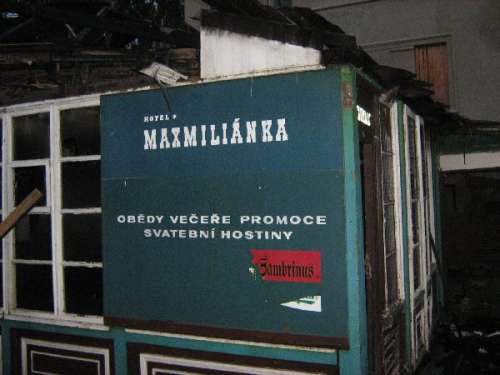 HOTEL P
MAXMILIÁNKA
OBĚDY VEČEŘE PROMOCE
SVATEBNÍ HOSTINY
Gambrinus